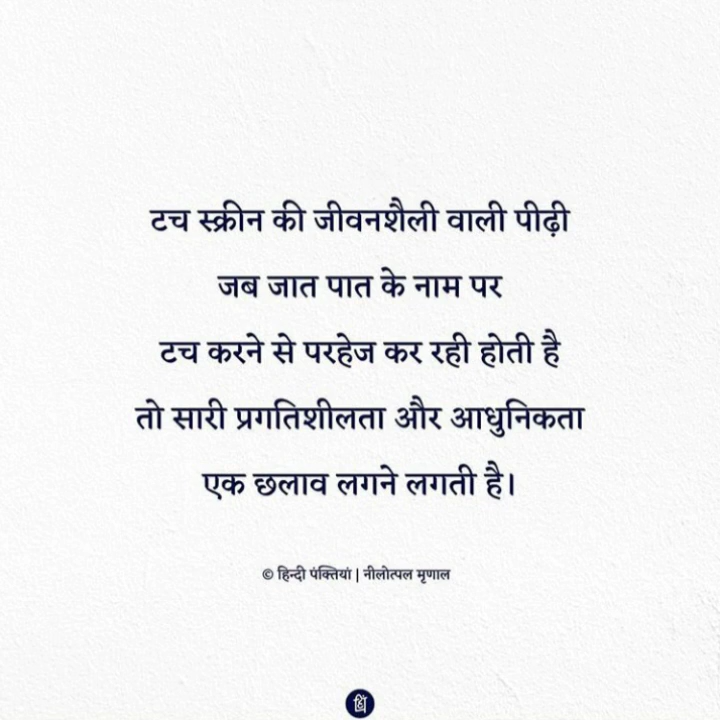 टच स्क्रीन की जीवनशैली वाली पीढ़ी
जब जात पात के नाम पर
टच करने से परहेज कर रही होती है
तो सारी प्रगतिशीलता और आधुनिकता
एक छलाव लगने लगती है।
© हिन्दी पंक्तियां | नीलोत्पल मृणाल
हिं